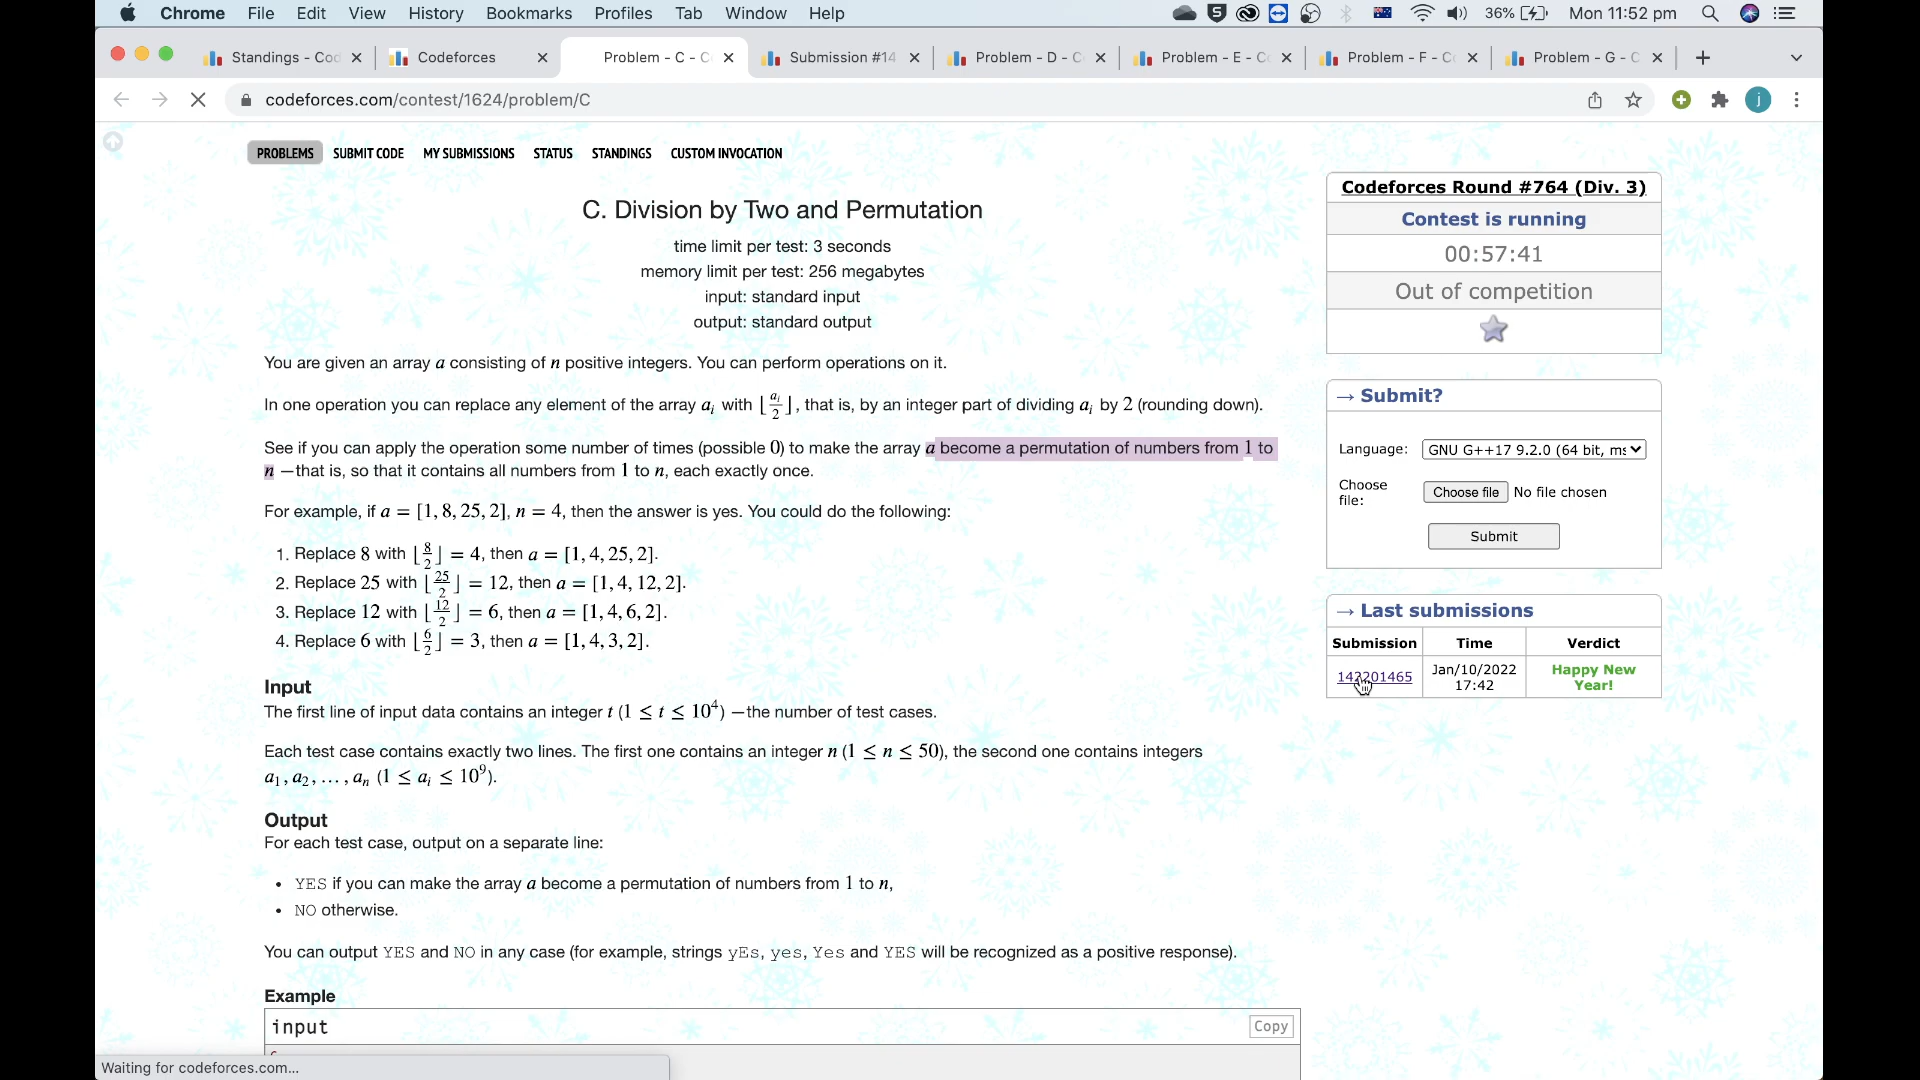 Chrome File Edit View History Bookmarks Profiles Tab Window Help 36% Mon 11:52 pm
Standings - Cod Codeforces Problem - C - C Submission #14 Problem - D - C Problem - E - Co Problem - F - C Problem - G - C
codeforces.com/contest/1624/problem/C j
PROBLEMS SUBMIT CODE MY SUBMISSIONS STATUS STANDINGS CUSTOM INVOCATION
C. Division by Two and Permutation
time limit per test: 3 seconds
memory limit per test: 256 megabytes
input: standard input
output: standard output
You are given an array a consisting of n positive integers. You can perform operations on it.
In one operation you can replace any element of the array a_i with ⌊a_i/2⌋, that is, by an integer part of dividing a_i by 2 (rounding down).
See if you can apply the operation some number of times (possible 0) to make the array a become a permutation of numbers from 1 to
n —that is, so that it contains all numbers from 1 to n, each exactly once.
For example, if a = [1, 8, 25, 2], n = 4, then the answer is yes. You could do the following:
1. Replace 8 with ⌊8/2⌋ = 4, then a = [1, 4, 25, 2].
2. Replace 25 with ⌊25/2⌋ = 12, then a = [1, 4, 12, 2].
3. Replace 12 with ⌊12/2⌋ = 6, then a = [1, 4, 6, 2].
4. Replace 6 with ⌊6/2⌋ = 3, then a = [1, 4, 3, 2].
Input
The first line of input data contains an integer t (1 ≤ t ≤ 10^4) —the number of test cases.
Each test case contains exactly two lines. The first one contains an integer n (1 ≤ n ≤ 50), the second one contains integers
a_1, a_2, …, a_n (1 ≤ a_i ≤ 10^9).
Output
For each test case, output on a separate line:
• YES if you can make the array a become a permutation of numbers from 1 to n,
• NO otherwise.
You can output YES and NO in any case (for example, strings yEs, yes, Yes and YES will be recognized as a positive response).
Example
input Copy
Waiting for codeforces.com...
Codeforces Round #764 (Div. 3)
Contest is running
00:57:41
Out of competition
→ Submit?
Language: GNU G++17 9.2.0 (64 bit, ms
Choose file: Choose file No file chosen
Submit
→ Last submissions
Submission Time Verdict
142201465 Jan/10/2022 17:42 Happy New Year!